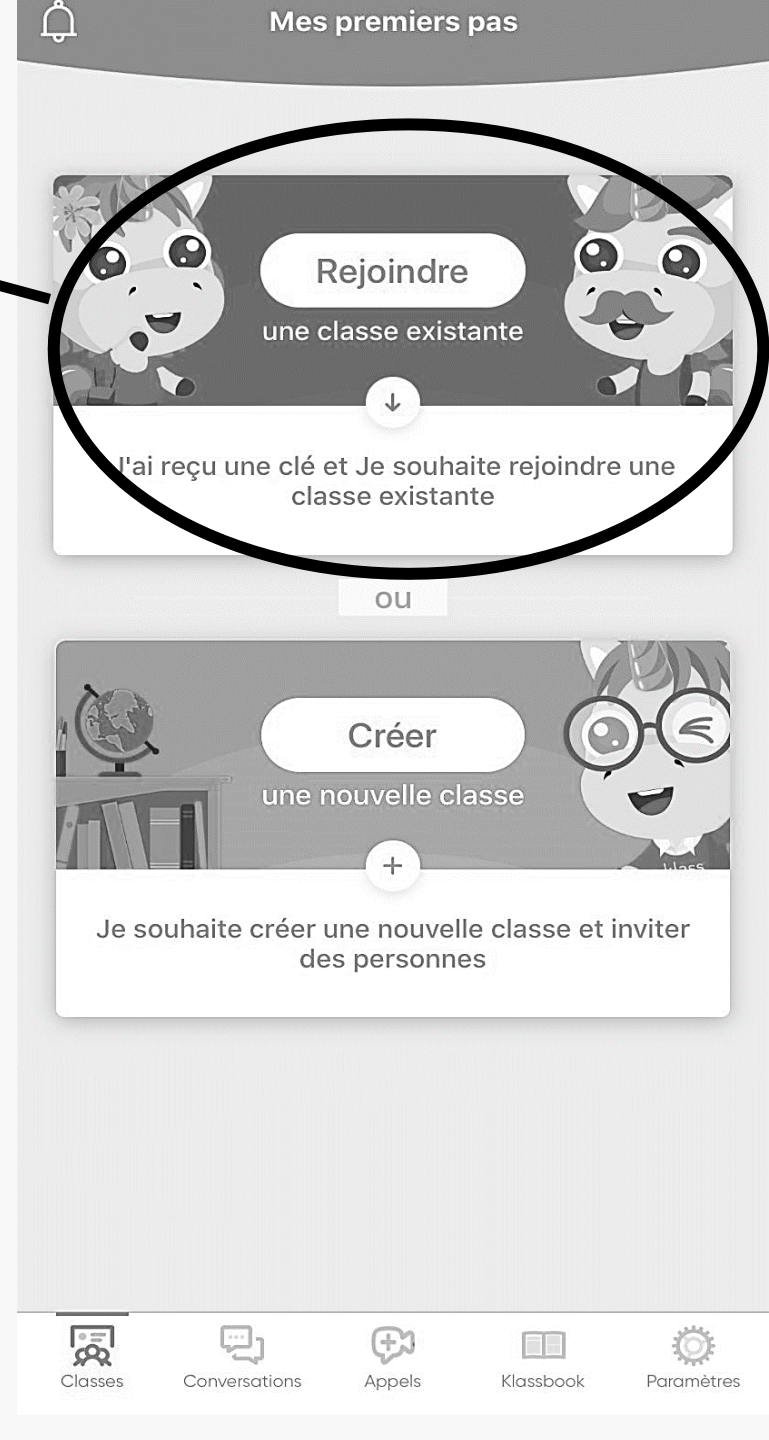 Mes premiers pas
Rejoindre
une classe existante
J'ai reçu une clé et Je souhaite rejoindre une
classe existante
ou
Créer
une nouvelle classe
klass
Je souhaite créer une nouvelle classe et inviter
des personnes
Classes
Conversations
Appels
Klassbook
Paramètres